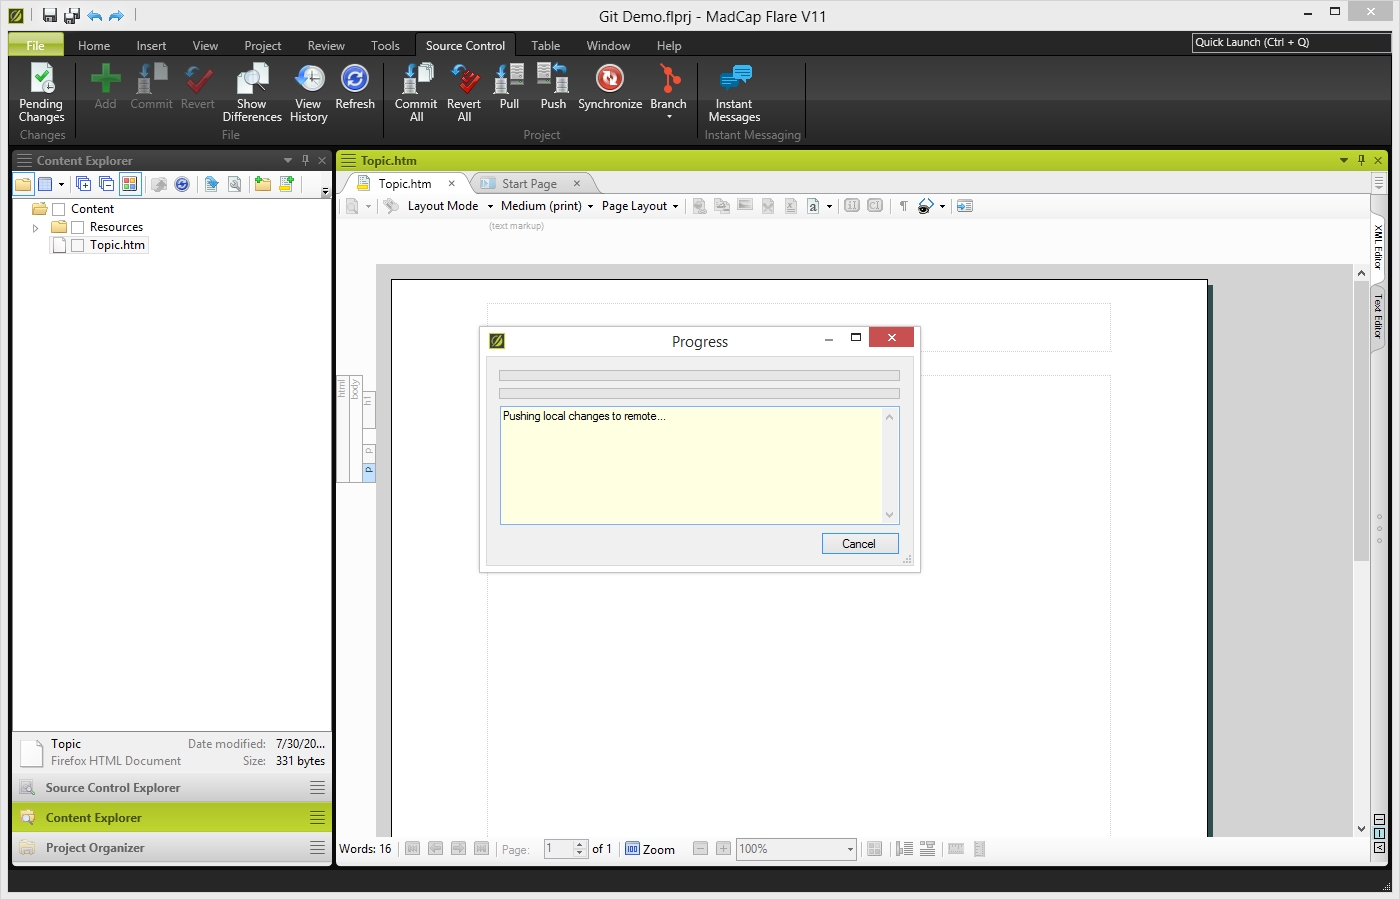 Git Demo.flprj - MadCap Flare V11
File Home Insert View Project Review Tools Source Control Table Window Help
Quick Launch (Ctrl + Q)
Pending Changes
Add
Commit
Revert
Show Differences
View History
Refresh
Commit All
Revert All
Pull
Push
Synchronize
Branch
Instant Messages
Changes
File
Project
Instant Messaging
Content Explorer
Topic.htm
Topic.htm
Start Page
Layout Mode
Medium (print)
Page Layout
a
Content
Resources
Topic.htm
(text markup)
XML Editor
Text Editor
html
body
h1
p
p
Progress
Pushing local changes to remote...
Cancel
Topic
Date modified: 7/30/20...
Firefox HTML Document
Size: 331 bytes
Source Control Explorer
Content Explorer
Project Organizer
Words: 16
Page: 1 of 1
100 Zoom
100%